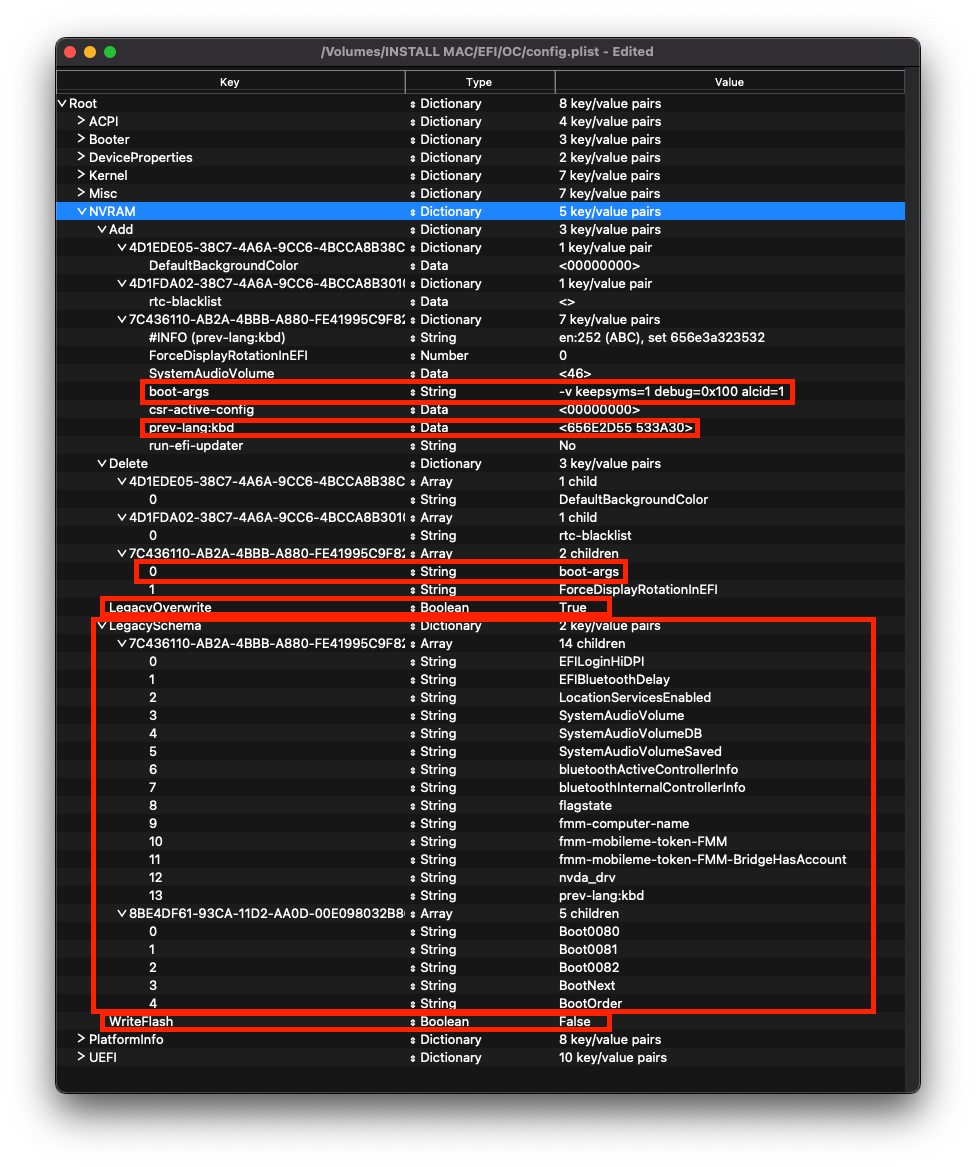 /Volumes/INSTALL MAC/EFI/OC/config.plist - Edited
Key Type Value
Root Dictionary 8 key/value pairs
ACPI Dictionary 4 key/value pairs
Booter Dictionary 3 key/value pairs
DeviceProperties Dictionary 2 key/value pairs
Kernel Dictionary 7 key/value pairs
Misc Dictionary 7 key/value pairs
NVRAM Dictionary 5 key/value pairs
Add Dictionary 3 key/value pairs
4D1EDE05-38C7-4A6A-9CC6-4BCCA8B38C Dictionary 1 key/value pair
DefaultBackgroundColor Data <00000000>
4D1FDA02-38C7-4A6A-9CC6-4BCCA8B301 Dictionary 1 key/value pair
rtc-blacklist Data <>
7C436110-AB2A-4BBB-A880-FE41995C9F82 Dictionary 7 key/value pairs
#INFO (prev-lang:kbd) String en:252 (ABC), set 656e3a323532
ForceDisplayRotationInEFI Number 0
SystemAudioVolume Data <46>
boot-args String -v keepsyms=1 debug=0x100 alcid=1
csr-active-config Data <00000000>
prev-lang:kbd Data <656E2D55 533A30>
run-efi-updater String No
Delete Dictionary 3 key/value pairs
4D1EDE05-38C7-4A6A-9CC6-4BCCA8B38C Array 1 child
0 String DefaultBackgroundColor
4D1FDA02-38C7-4A6A-9CC6-4BCCA8B301 Array 1 child
0 String rtc-blacklist
7C436110-AB2A-4BBB-A880-FE41995C9F82 Array 2 children
0 String boot-args
1 String ForceDisplayRotationInEFI
LegacyOverwrite Boolean True
LegacySchema Dictionary 2 key/value pairs
7C436110-AB2A-4BBB-A880-FE41995C9F82 Array 14 children
0 String EFILoginHiDPI
1 String EFIBluetoothDelay
2 String LocationServicesEnabled
3 String SystemAudioVolume
4 String SystemAudioVolumeDB
5 String SystemAudioVolumeSaved
6 String bluetoothActiveControllerInfo
7 String bluetoothInternalControllerInfo
8 String flagstate
9 String fmm-computer-name
10 String fmm-mobileme-token-FMM
11 String fmm-mobileme-token-FMM-BridgeHasAccount
12 String nvda_drv
13 String prev-lang:kbd
8BE4DF61-93CA-11D2-AA0D-00E098032B8 Array 5 children
0 String Boot0080
1 String Boot0081
2 String Boot0082
3 String BootNext
4 String BootOrder
WriteFlash Boolean False
PlatformInfo Dictionary 8 key/value pairs
UEFI Dictionary 10 key/value pairs